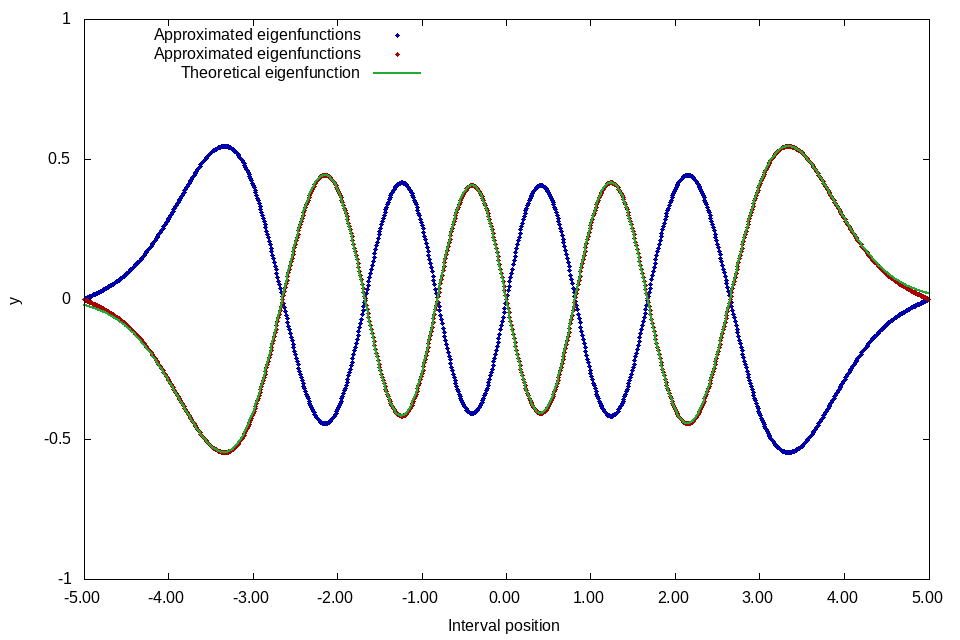 Approximated eigenfunctions
Approximated eigenfunctions
Theoretical eigenfunction
1
0.5
0
-0.5
-1
y
-5.00 -4.00 -3.00 -2.00 -1.00 0.00 1.00 2.00 3.00 4.00 5.00
Interval position